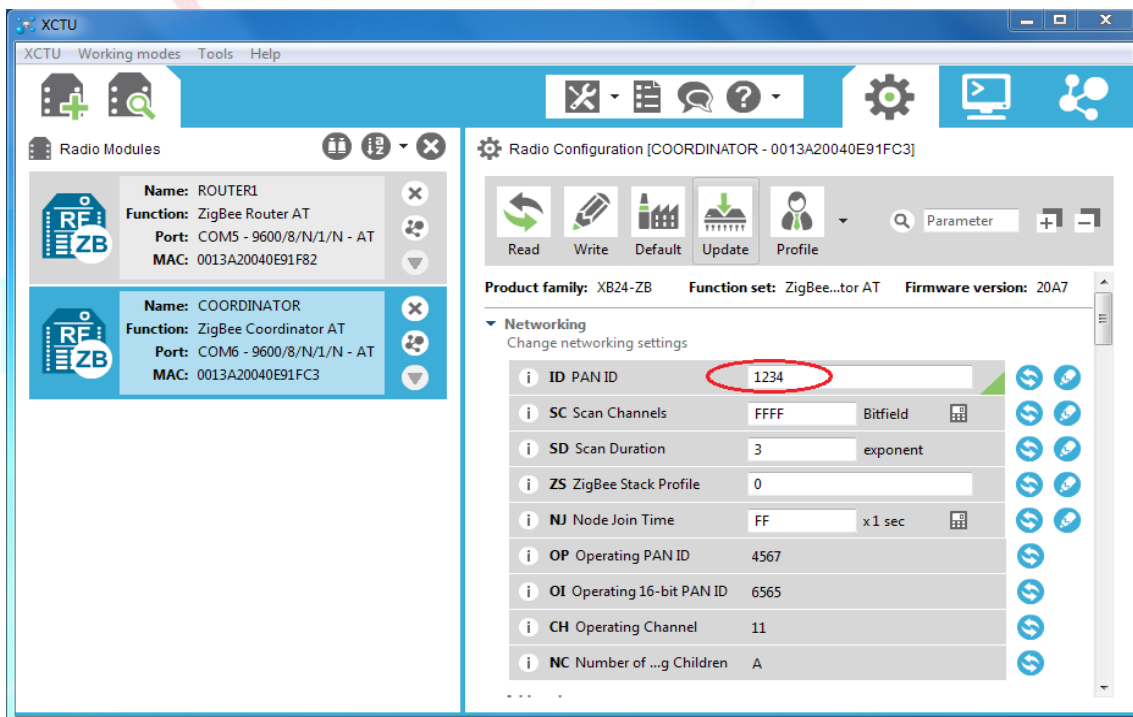 XCTU
XCTU Working modes Tools Help
Radio Modules
Name: ROUTER1
Function: ZigBee Router AT
Port: COM5 - 9600/8/N/1/N - AT
MAC: 0013A20040E91F82
RF
ZB
Name: COORDINATOR
Function: ZigBee Coordinator AT
Port: COM6 - 9600/8/N/1/N - AT
MAC: 0013A20040E91FC3
RF
ZB
Radio Configuration [COORDINATOR - 0013A20040E91FC3]
Read Write Default Update Profile Parameter
Product family: XB24-ZB Function set: ZigBee...tor AT Firmware version: 20A7
Networking
Change networking settings
i ID PAN ID 1234
i SC Scan Channels FFFF Bitfield
i SD Scan Duration 3 exponent
i ZS ZigBee Stack Profile 0
i NJ Node Join Time FF x 1 sec
i OP Operating PAN ID 4567
i OI Operating 16-bit PAN ID 6565
i CH Operating Channel 11
i NC Number of ...g Children A